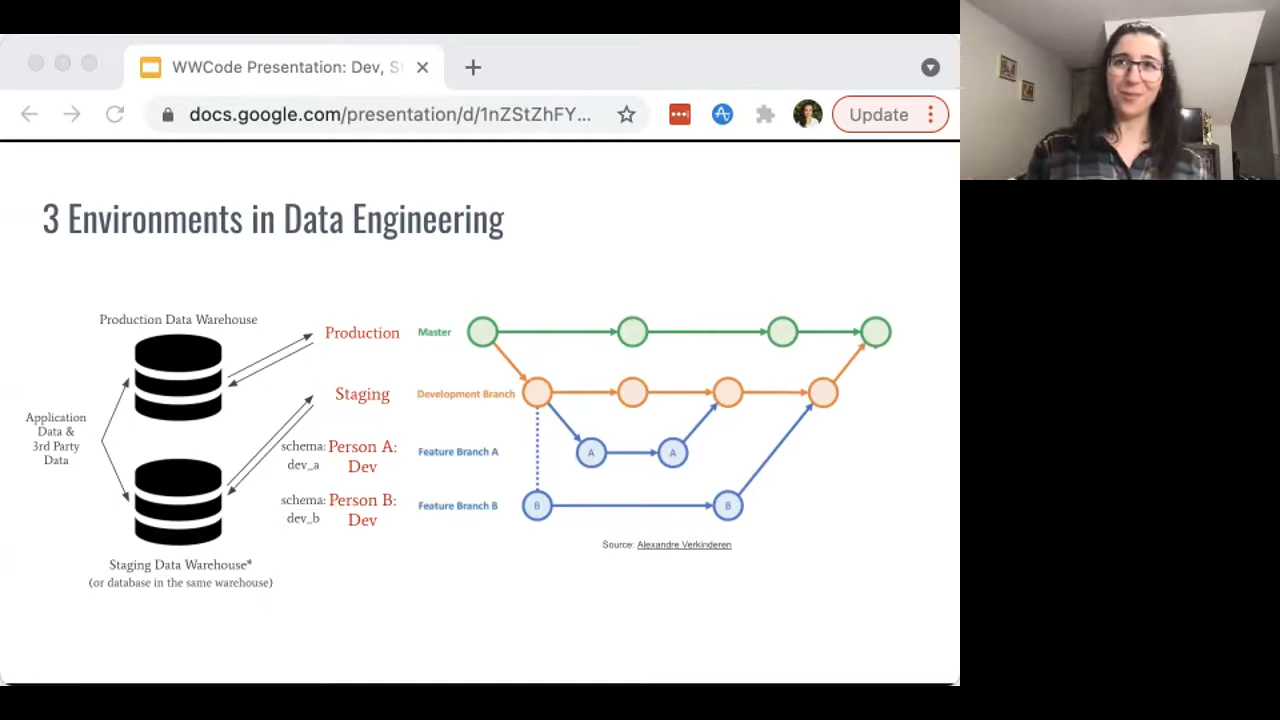 WWCode Presentation: Dev, S
docs.google.com/presentation/d/1nZStZhFY...
Update
3 Environments in Data Engineering
Production Data Warehouse
Application
Data &
3rd Party
Data
Staging Data Warehouse*
(or database in the same warehouse)
Production
Staging
schema: Person A:
dev_a Dev
schema: Person B:
dev_b Dev
Master
Development Branch
Feature Branch A
A A
Feature Branch B
B B
Source: Alexandre Verkinderen